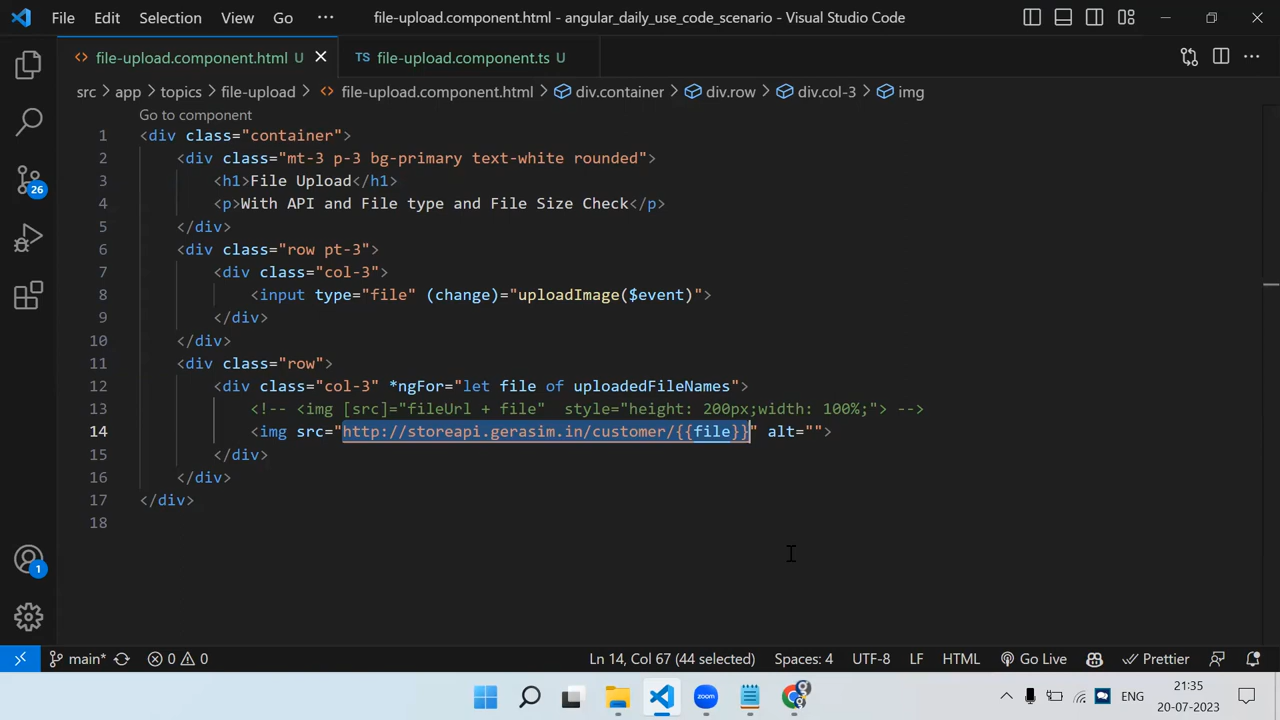 File Edit Selection View Go ··· file-upload.component.html - angular_daily_use_code_scenario - Visual Studio Code
<> file-upload.component.html U TS file-upload.component.ts U
src > app > topics > file-upload > <> file-upload.component.html > div.container > div.row > div.col-3 > img
Go to component
1 <div class="container">
2 <div class="mt-3 p-3 bg-primary text-white rounded">
3 <h1>File Upload</h1>
4 <p>With API and File type and File Size Check</p>
5 </div>
6 <div class="row pt-3">
7 <div class="col-3">
8 <input type="file" (change)="uploadImage($event)">
9 </div>
10 </div>
11 <div class="row">
12 <div class="col-3" *ngFor="let file of uploadedFileNames">
13 <!-- <img [src]="fileUrl + file"  style="height: 200px;width: 100%;"> -->
14 <img src="http://storeapi.gerasim.in/customer/{{file}}" alt="">
15 </div>
16 </div>
17 </div>
18
26
1
main* 0 0 Ln 14, Col 67 (44 selected) Spaces: 4 UTF-8 LF HTML Go Live Prettier
zoom ENG 21:35
20-07-2023